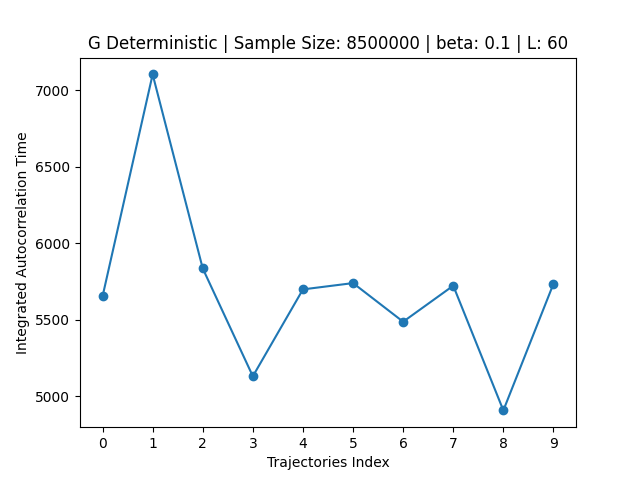 G Deterministic | Sample Size: 8500000 | beta: 0.1 | L: 60
7000
6500
6000
5500
5000
Integrated Autocorrelation Time
0 1 2 3 4 5 6 7 8 9
Trajectories Index